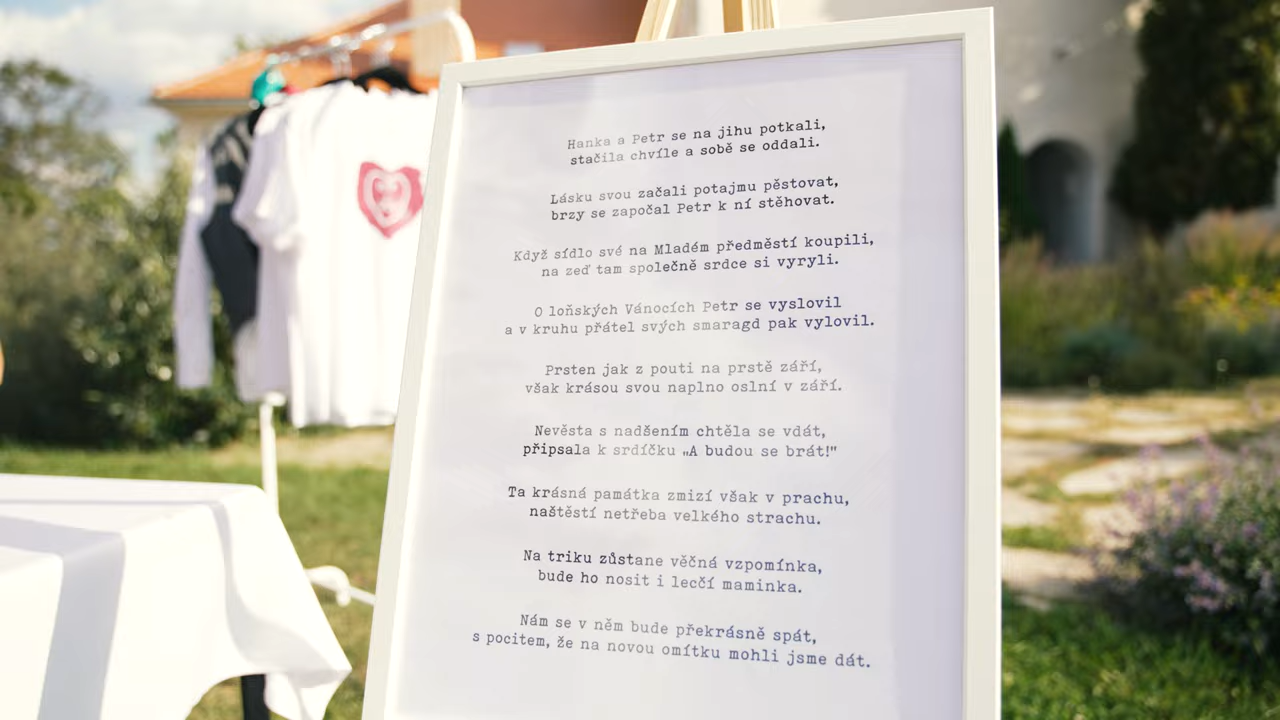 Hanka a Petr se na jihu potkali,
stačila chvíle a sobě se oddali.
Lásku svou začali potajmu pěstovat,
brzy se započal Petr k ní stěhovat.
Když sídlo své na Mladém předměstí koupili,
na zeď tam společně srdce si vyryli.
O loňských Vánocích Petr se vyslovil
a v kruhu přátel svých smaragd pak vylovil.
Prsten jak z pouti na prstě září,
však krásou svou naplno oslní v září.
Nevěsta s nadšením chtěla se vdát,
připsala k srdíčku „A budou se brát!"
Ta krásná památka zmizí však v prachu,
naštěstí netřeba velkého strachu.
Na triku zůstane věčná vzpomínka,
bude ho nosit i lecčí maminka.
Nám se v něm bude překrásně spát,
s pocitem, že na novou omítku mohli jsme dát.